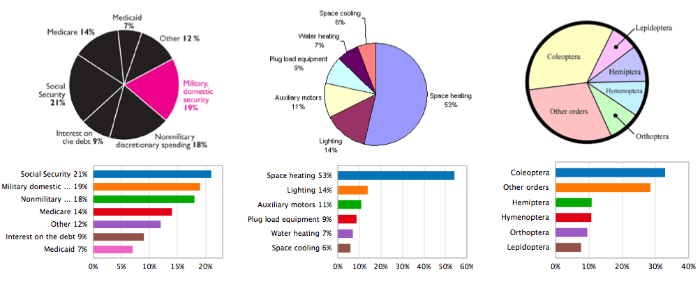 Medicaid
7%
Medicare 14%
Other 12 %
Social
Security
21%
Military,
domestic
security
19%
Interest on
the debt 9%
Nonmilitary
discretionary spending 18%
Space cooling
6%
Water heating
7%
Plug load equipment
9%
Auxiliary motors
11%
Lighting
14%
Space heating
53%
Lepidoptera
Coleoptera
Hemiptera
Hymenoptera
Other orders
Orthoptera
Social Security 21%
Military domestic ... 19%
Nonmilitary ... 18%
Medicare 14%
Other 12%
Interest on the debt 9%
Medicaid 7%
0% 5% 10% 15% 20%
Space heating 53%
Lighting 14%
Auxiliary motors 11%
Plug load equipment 9%
Water heating 7%
Space cooling 6%
0% 10% 20% 30% 40% 50% 60%
Coleoptera
Other orders
Hemiptera
Hymenoptera
Orthoptera
Lepidoptera
0% 10% 20% 30% 40%